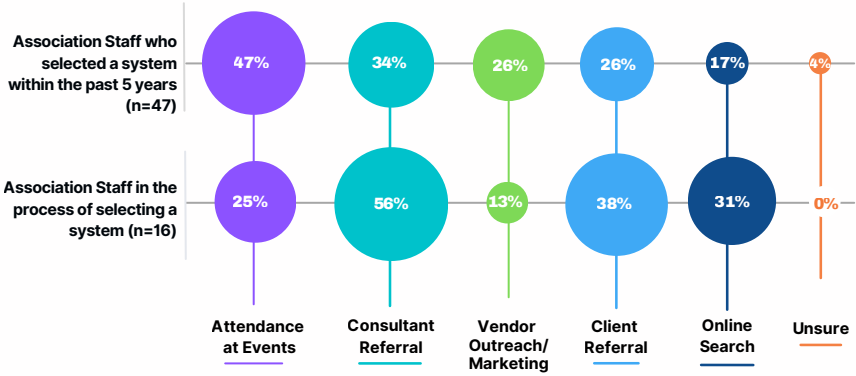 Association Staff who
selected a system
within the past 5 years
(n=47)
47%
34%
26%
26%
17%
4%
Association Staff in the
process of selecting a
system (n=16)
25%
56%
13%
38%
31%
0%
Attendance
at Events
Consultant
Referral
Vendor
Outreach/
Marketing
Client
Referral
Online
Search
Unsure